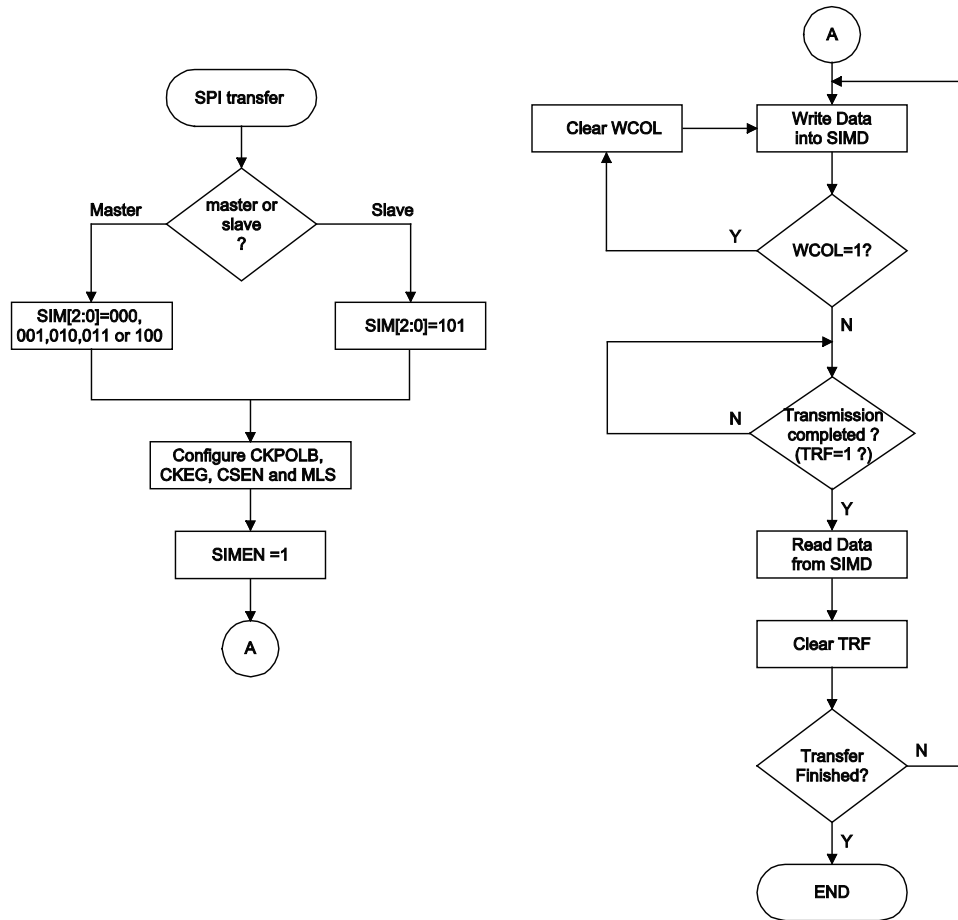 SPI transfer
Master
master or
slave
?
Slave
SIM[2:0]=000,
001,010,011 or 100
SIM[2:0]=101
Configure CKPOLB,
CKEG, CSEN and MLS
SIMEN =1
A
A
Clear WCOL
Write Data
into SIMD
Y
WCOL=1?
N
N
Transmission
completed ?
(TRF=1 ?)
Y
Read Data
from SIMD
Clear TRF
Transfer
Finished?
N
Y
END